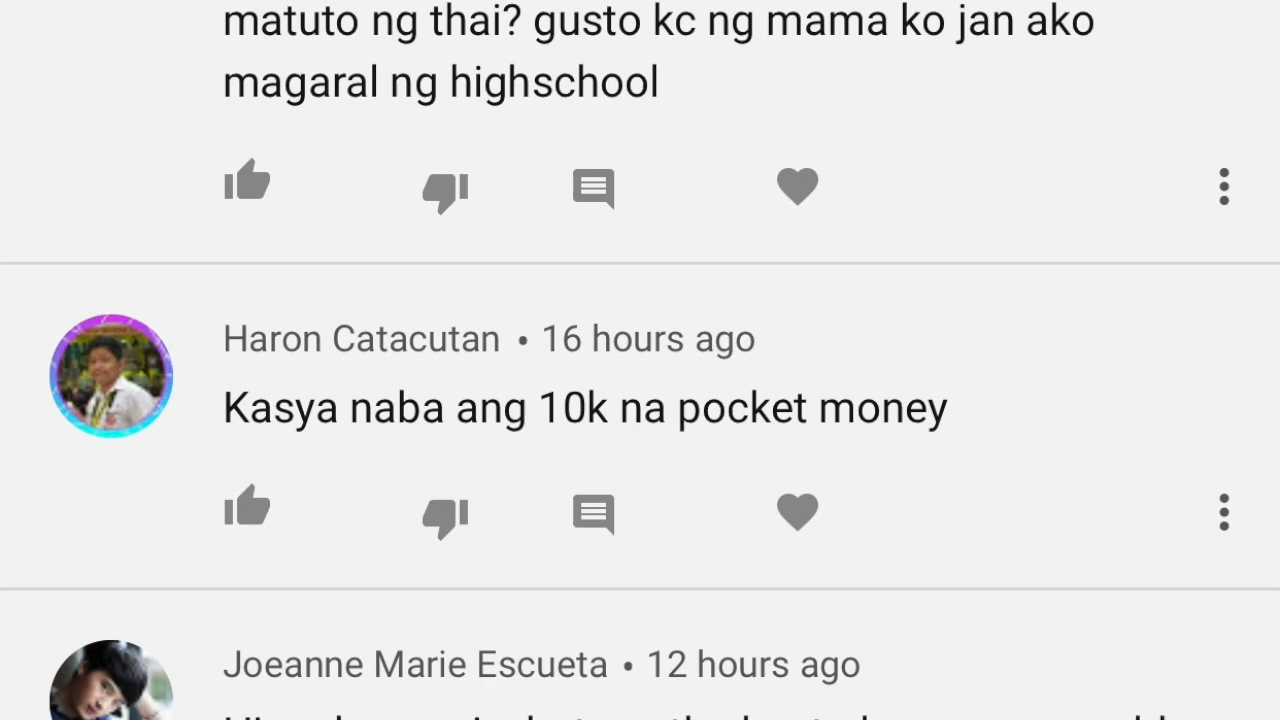 matuto ng thai? gusto kc ng mama ko jan ako
magaral ng highschool
Haron Catacutan • 16 hours ago
Kasya naba ang 10k na pocket money
Joeanne Marie Escueta • 12 hours ago